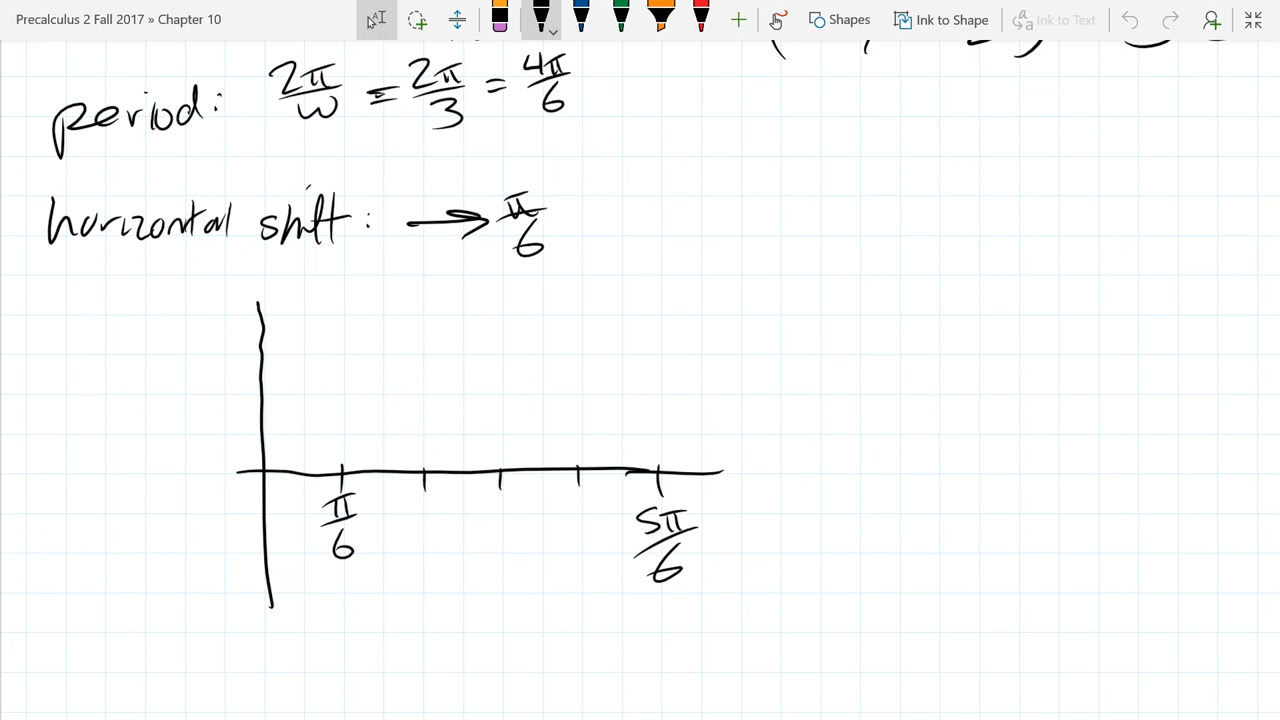 Precalculus 2 Fall 2017 » Chapter 10
Shapes
Ink to Shape
Ink to Text
period: 2π/ω = 2π/3 = 4π/6
horizontal shift: → π/6
π/6
5π/6